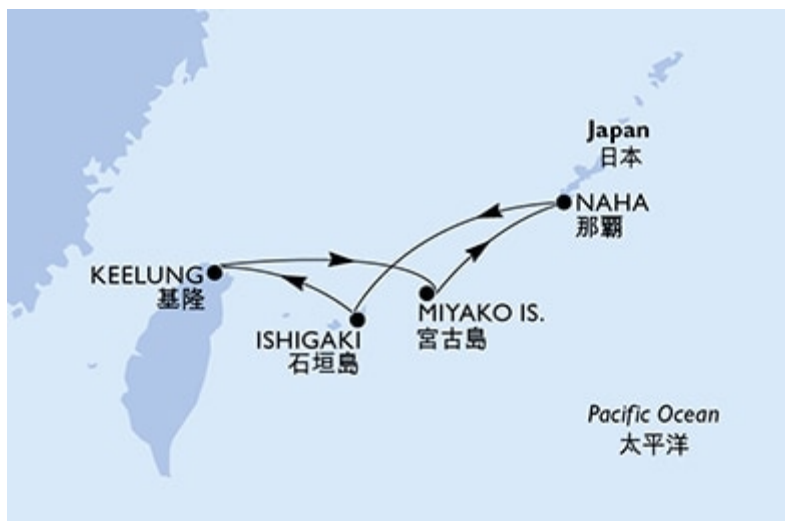 Japan
日本
NAHA
那覇
KEELUNG
基隆
MIYAKO IS.
宮古島
ISHIGAKI
石垣島
Pacific Ocean
太平洋